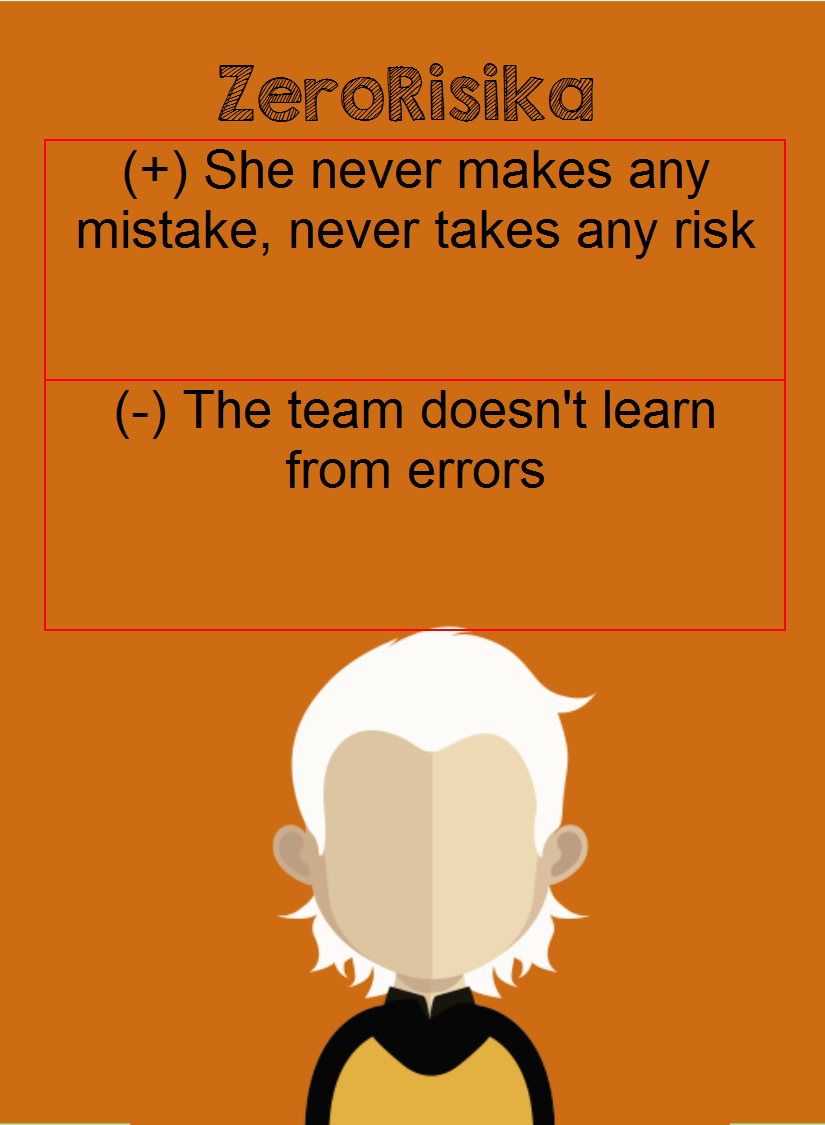 ZeroRisika
(+) She never makes any
mistake, never takes any risk
(-) The team doesn't learn
from errors